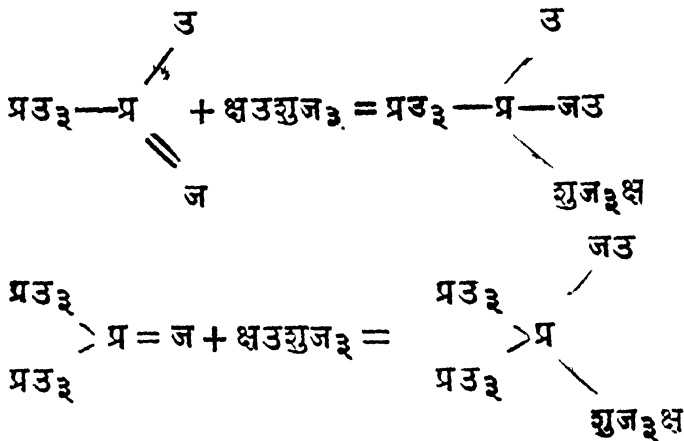 उ उ
प्रउ३—प्र + क्षउशुज३ = प्रउ३—प्र—जउ
ज शुज३क्ष
जउ
प्रउ३ प्रउ३
> प्र = ज + क्षउशुज३ = > प्र
प्रउ३ प्रउ३
शुज३क्ष